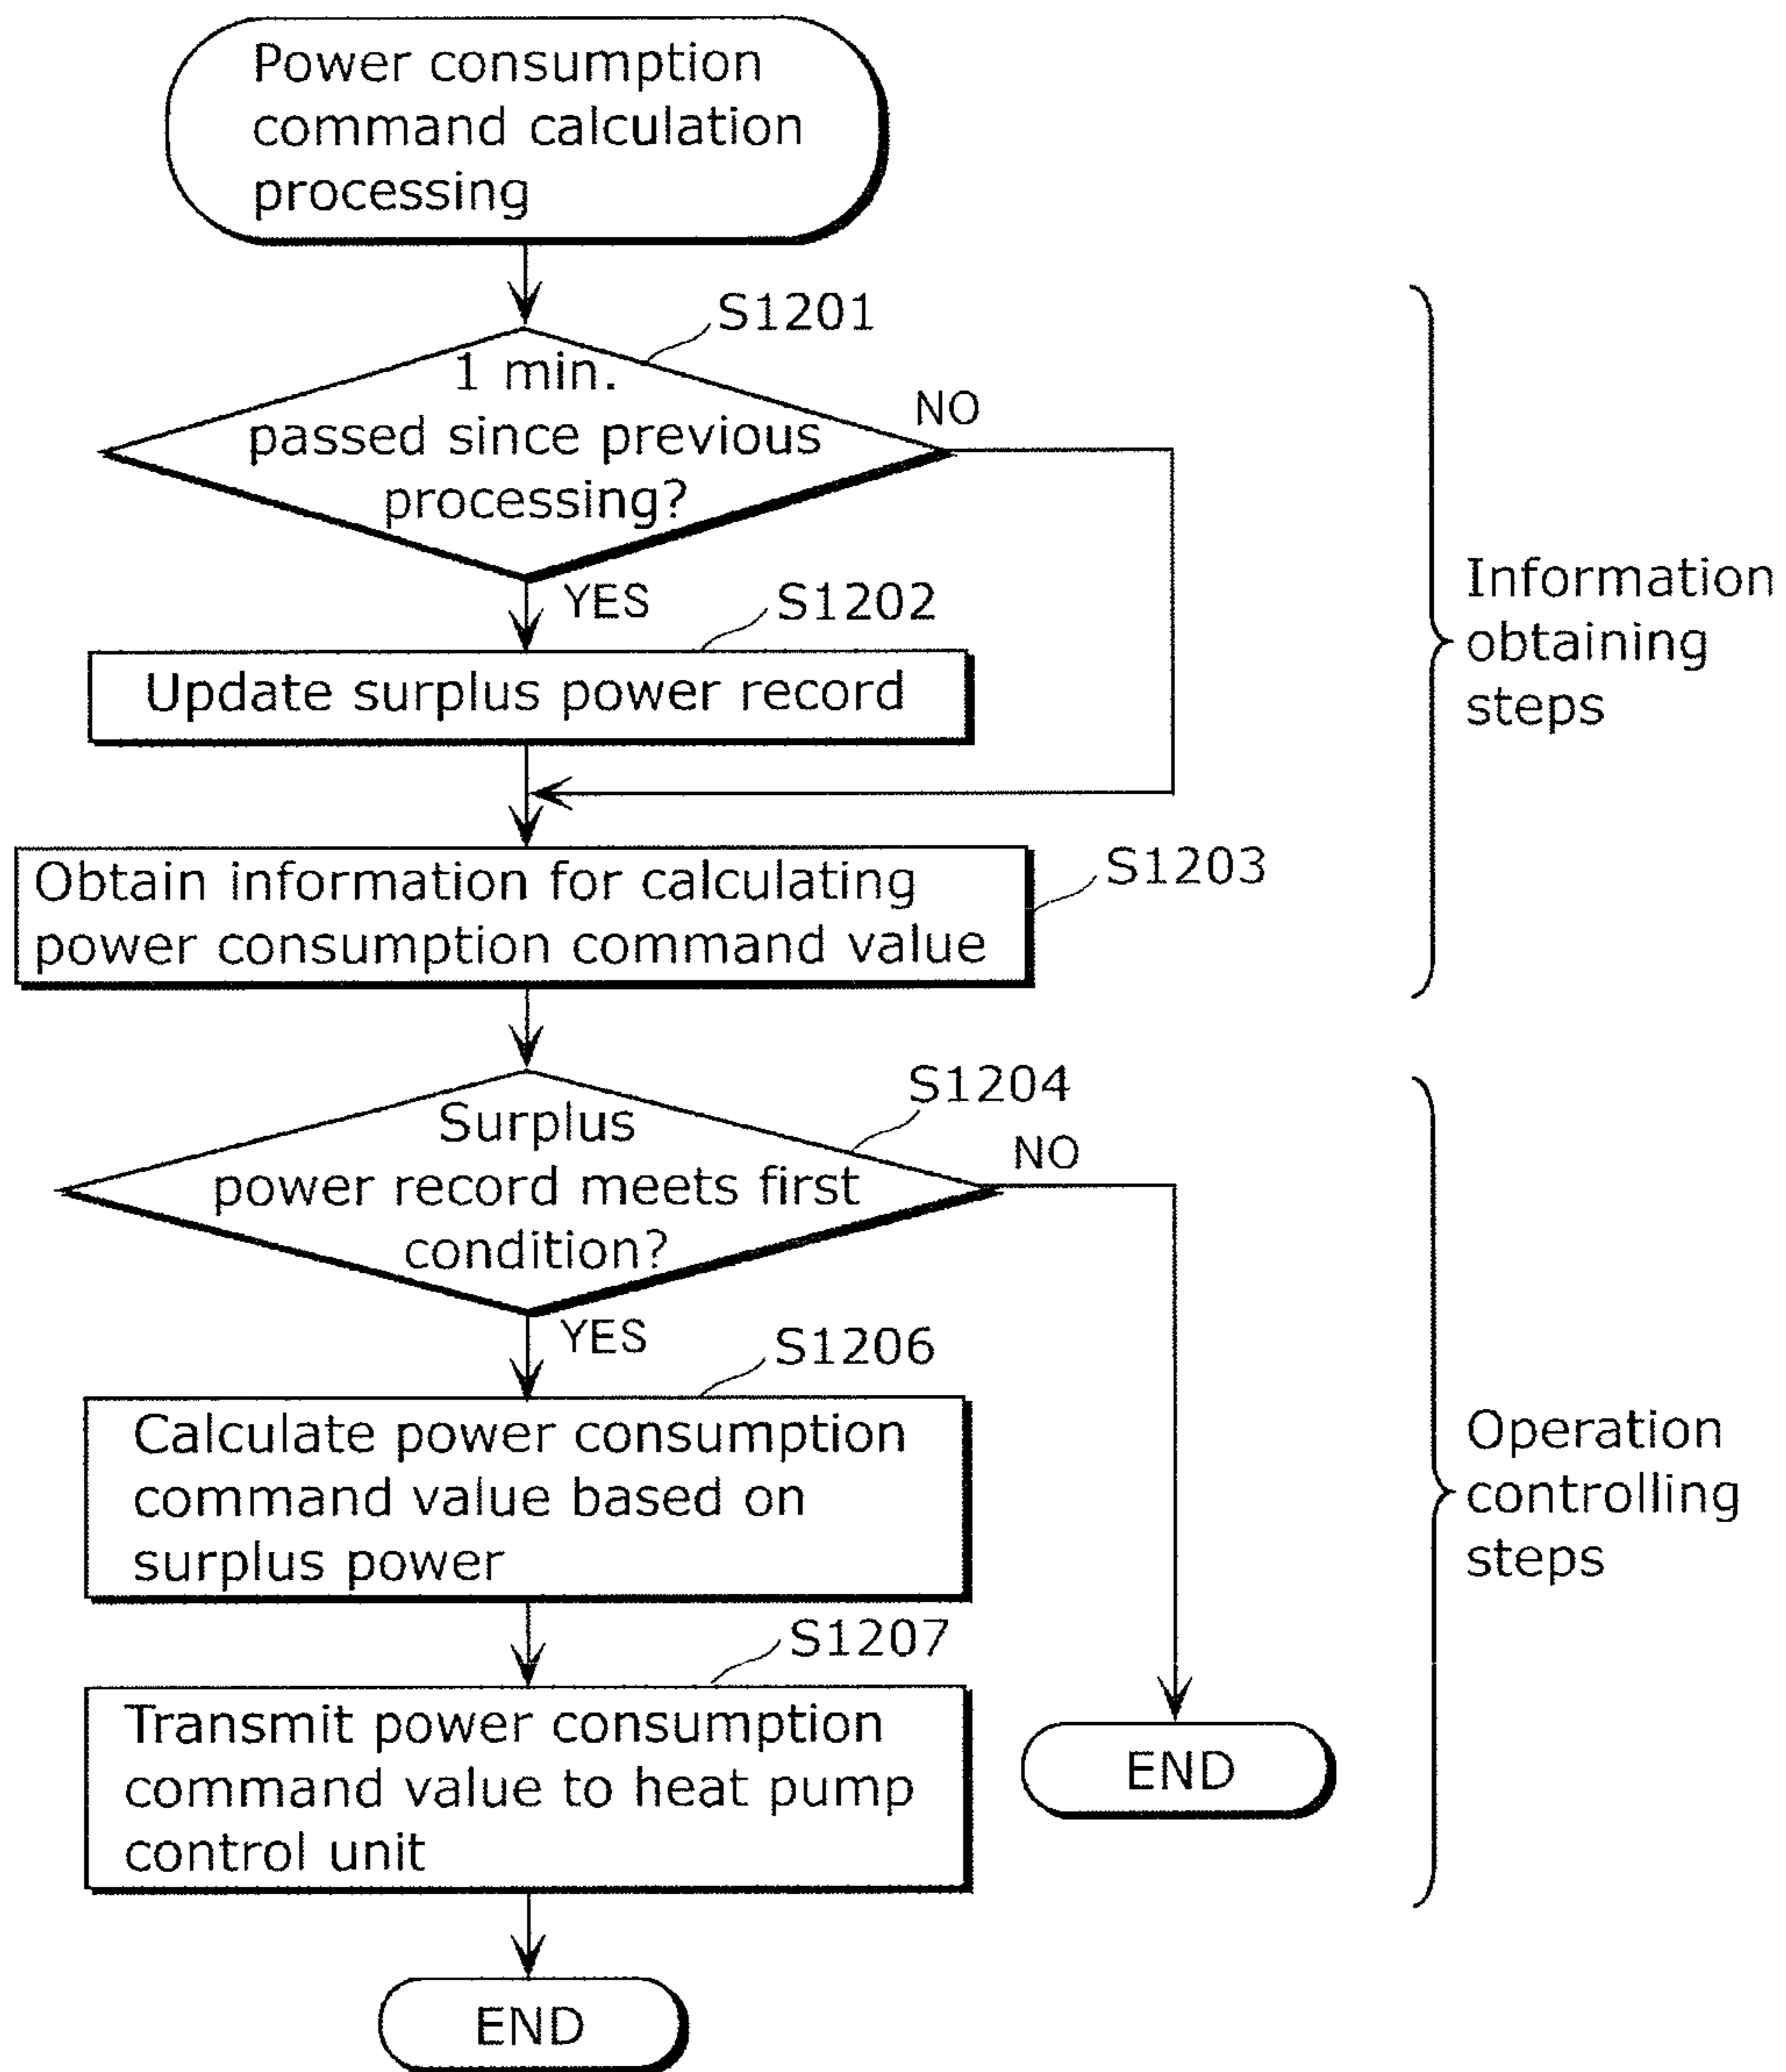 Power consumption
command calculation
processing
S1201
1 min.
passed since previous
processing?
NO
YES
S1202
Update surplus power record
Information
obtaining
steps
S1203
Obtain information for calculating
power consumption command value
S1204
Surplus
power record meets first
condition?
NO
YES
S1206
Calculate power consumption
command value based on
surplus power
Operation
controlling
steps
S1207
Transmit power consumption
command value to heat pump
control unit
END
END